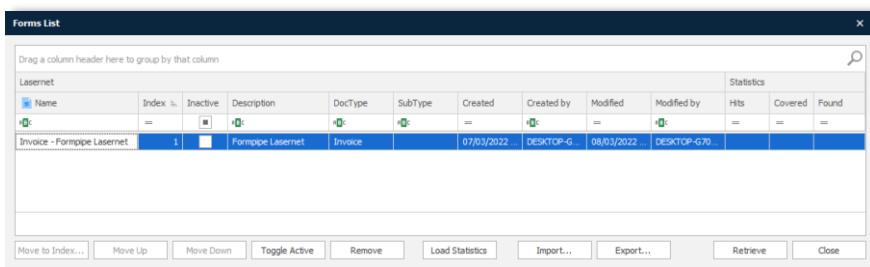 Forms List
Drag a column header here to group by that column
Lasernet Statistics
Name Index Inactive Description DocType SubType Created Created by Modified Modified by Hits Covered Found
= = = = = =
Invoice - Formpipe Lasernet 1 Formpipe Lasernet Invoice 07/03/2022 ... DESKTOP-G... 08/03/2022 ... DESKTOP-G70...
Move to Index... Move Up Move Down Toggle Active Remove Load Statistics Import... Export... Retrieve Close